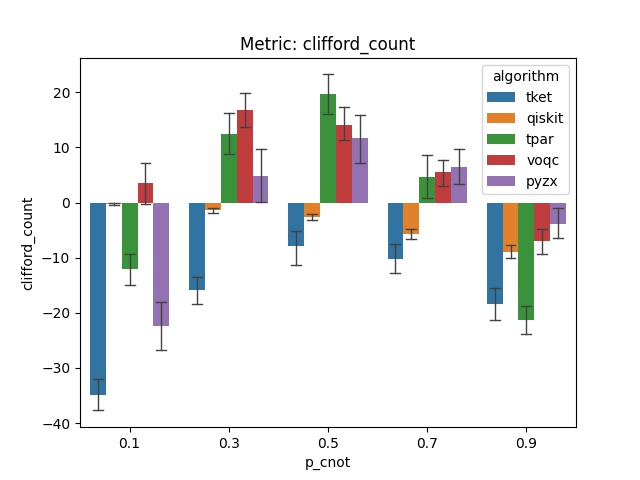 Metric: clifford_count
algorithm
tket
qiskit
tpar
voqc
pyzx
clifford_count
20
10
0
−10
−20
−30
−40
0.1 0.3 0.5 0.7 0.9
p_cnot